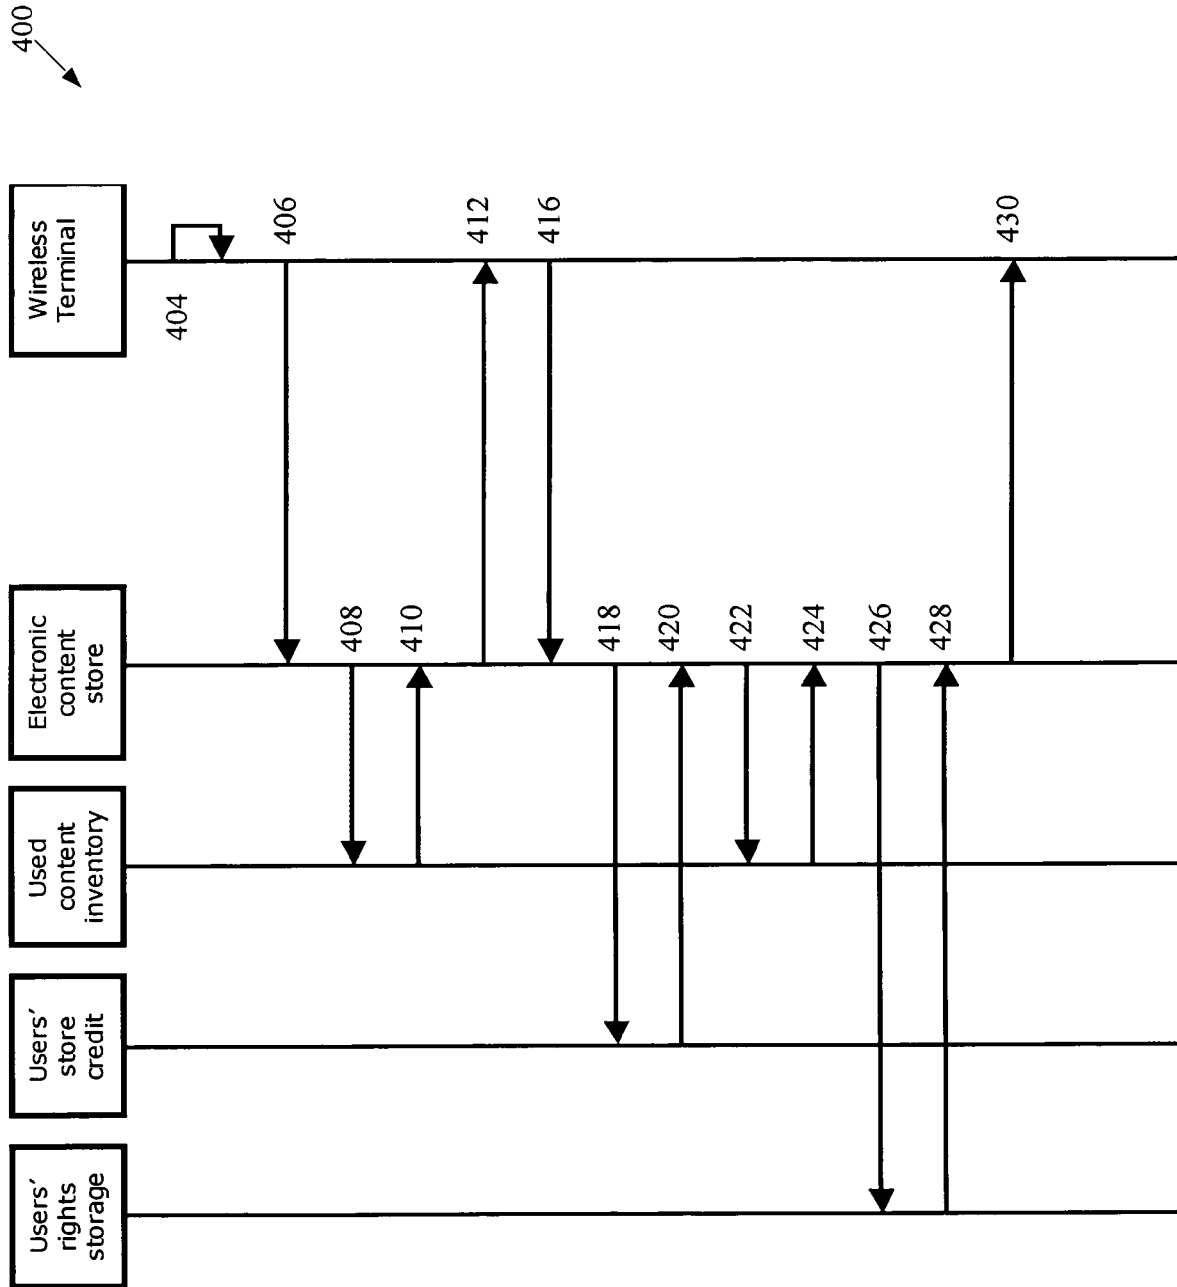 400
Wireless
Terminal
Electronic
content
store
Used
content
inventory
Users'
store
credit
Users'
rights
storage
404
406
408
410
412
416
418
420
422
424
426
428
430